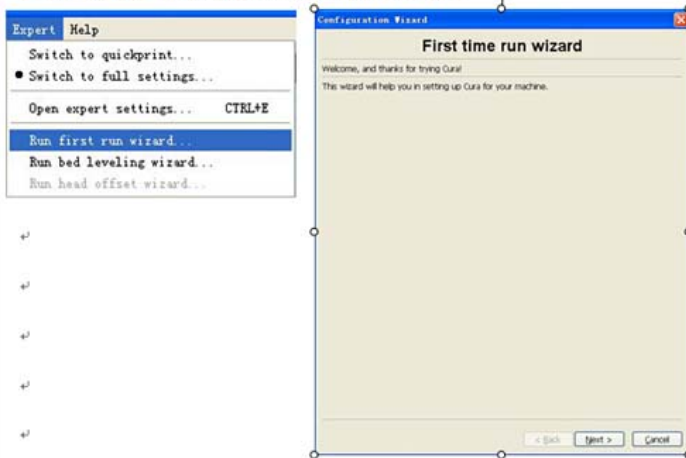 Expert Help
Switch to quickprint...
Switch to full settings...
Open expert settings... CTRL+E
Run first run wizard...
Run bed leveling wizard...
Run head offset wizard...
Configuration Wizard
First time run wizard
Welcome, and thanks for trying Cura!
This wizard will help you in setting up Cura for your machine.
< Back Next > Cancel